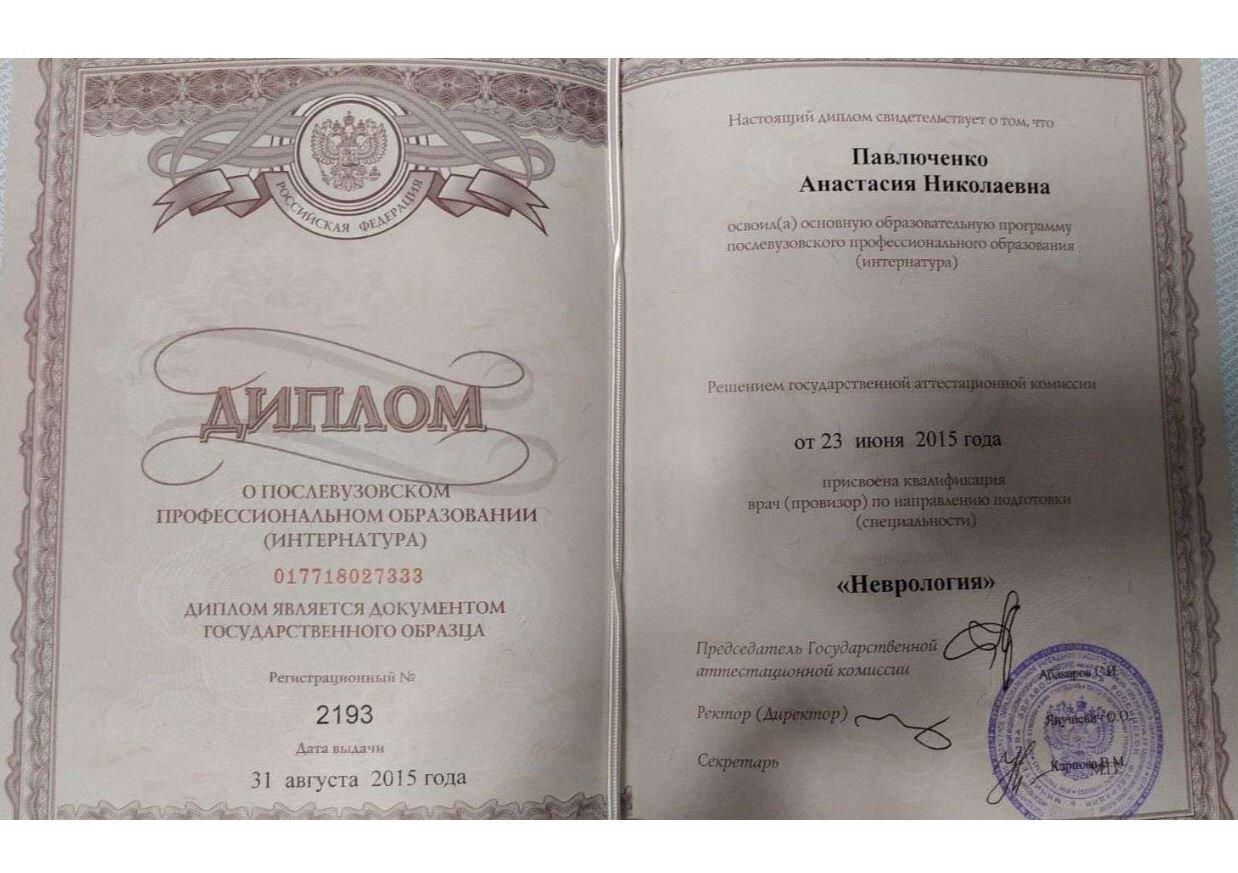 РОССИЙСКАЯ ФЕДЕРАЦИЯ
ДИПЛОМ
О ПОСЛЕВУЗОВСКОМ
ПРОФЕССИОНАЛЬНОМ ОБРАЗОВАНИИ
(ИНТЕРНАТУРА)
017718027333
ДИПЛОМ ЯВЛЯЕТСЯ ДОКУМЕНТОМ
ГОСУДАРСТВЕННОГО ОБРАЗЦА
Регистрационный №
2193
Дата выдачи
31 августа 2015 года
Настоящий диплом свидетельствует о том, что
Павлюченко
Анастасия Николаевна
освоил(а) основную образовательную программу
послевузовского профессионального образования
(интернатура)
Решением государственной аттестационной комиссии
от 23 июня 2015 года
присвоена квалификация
врач (провизор) по направлению подготовки
(специальности)
«Неврология»
Председатель Государственной
аттестационной комиссии
Ректор (Директор)
Янушевич О.О.
Секретарь
М.П.